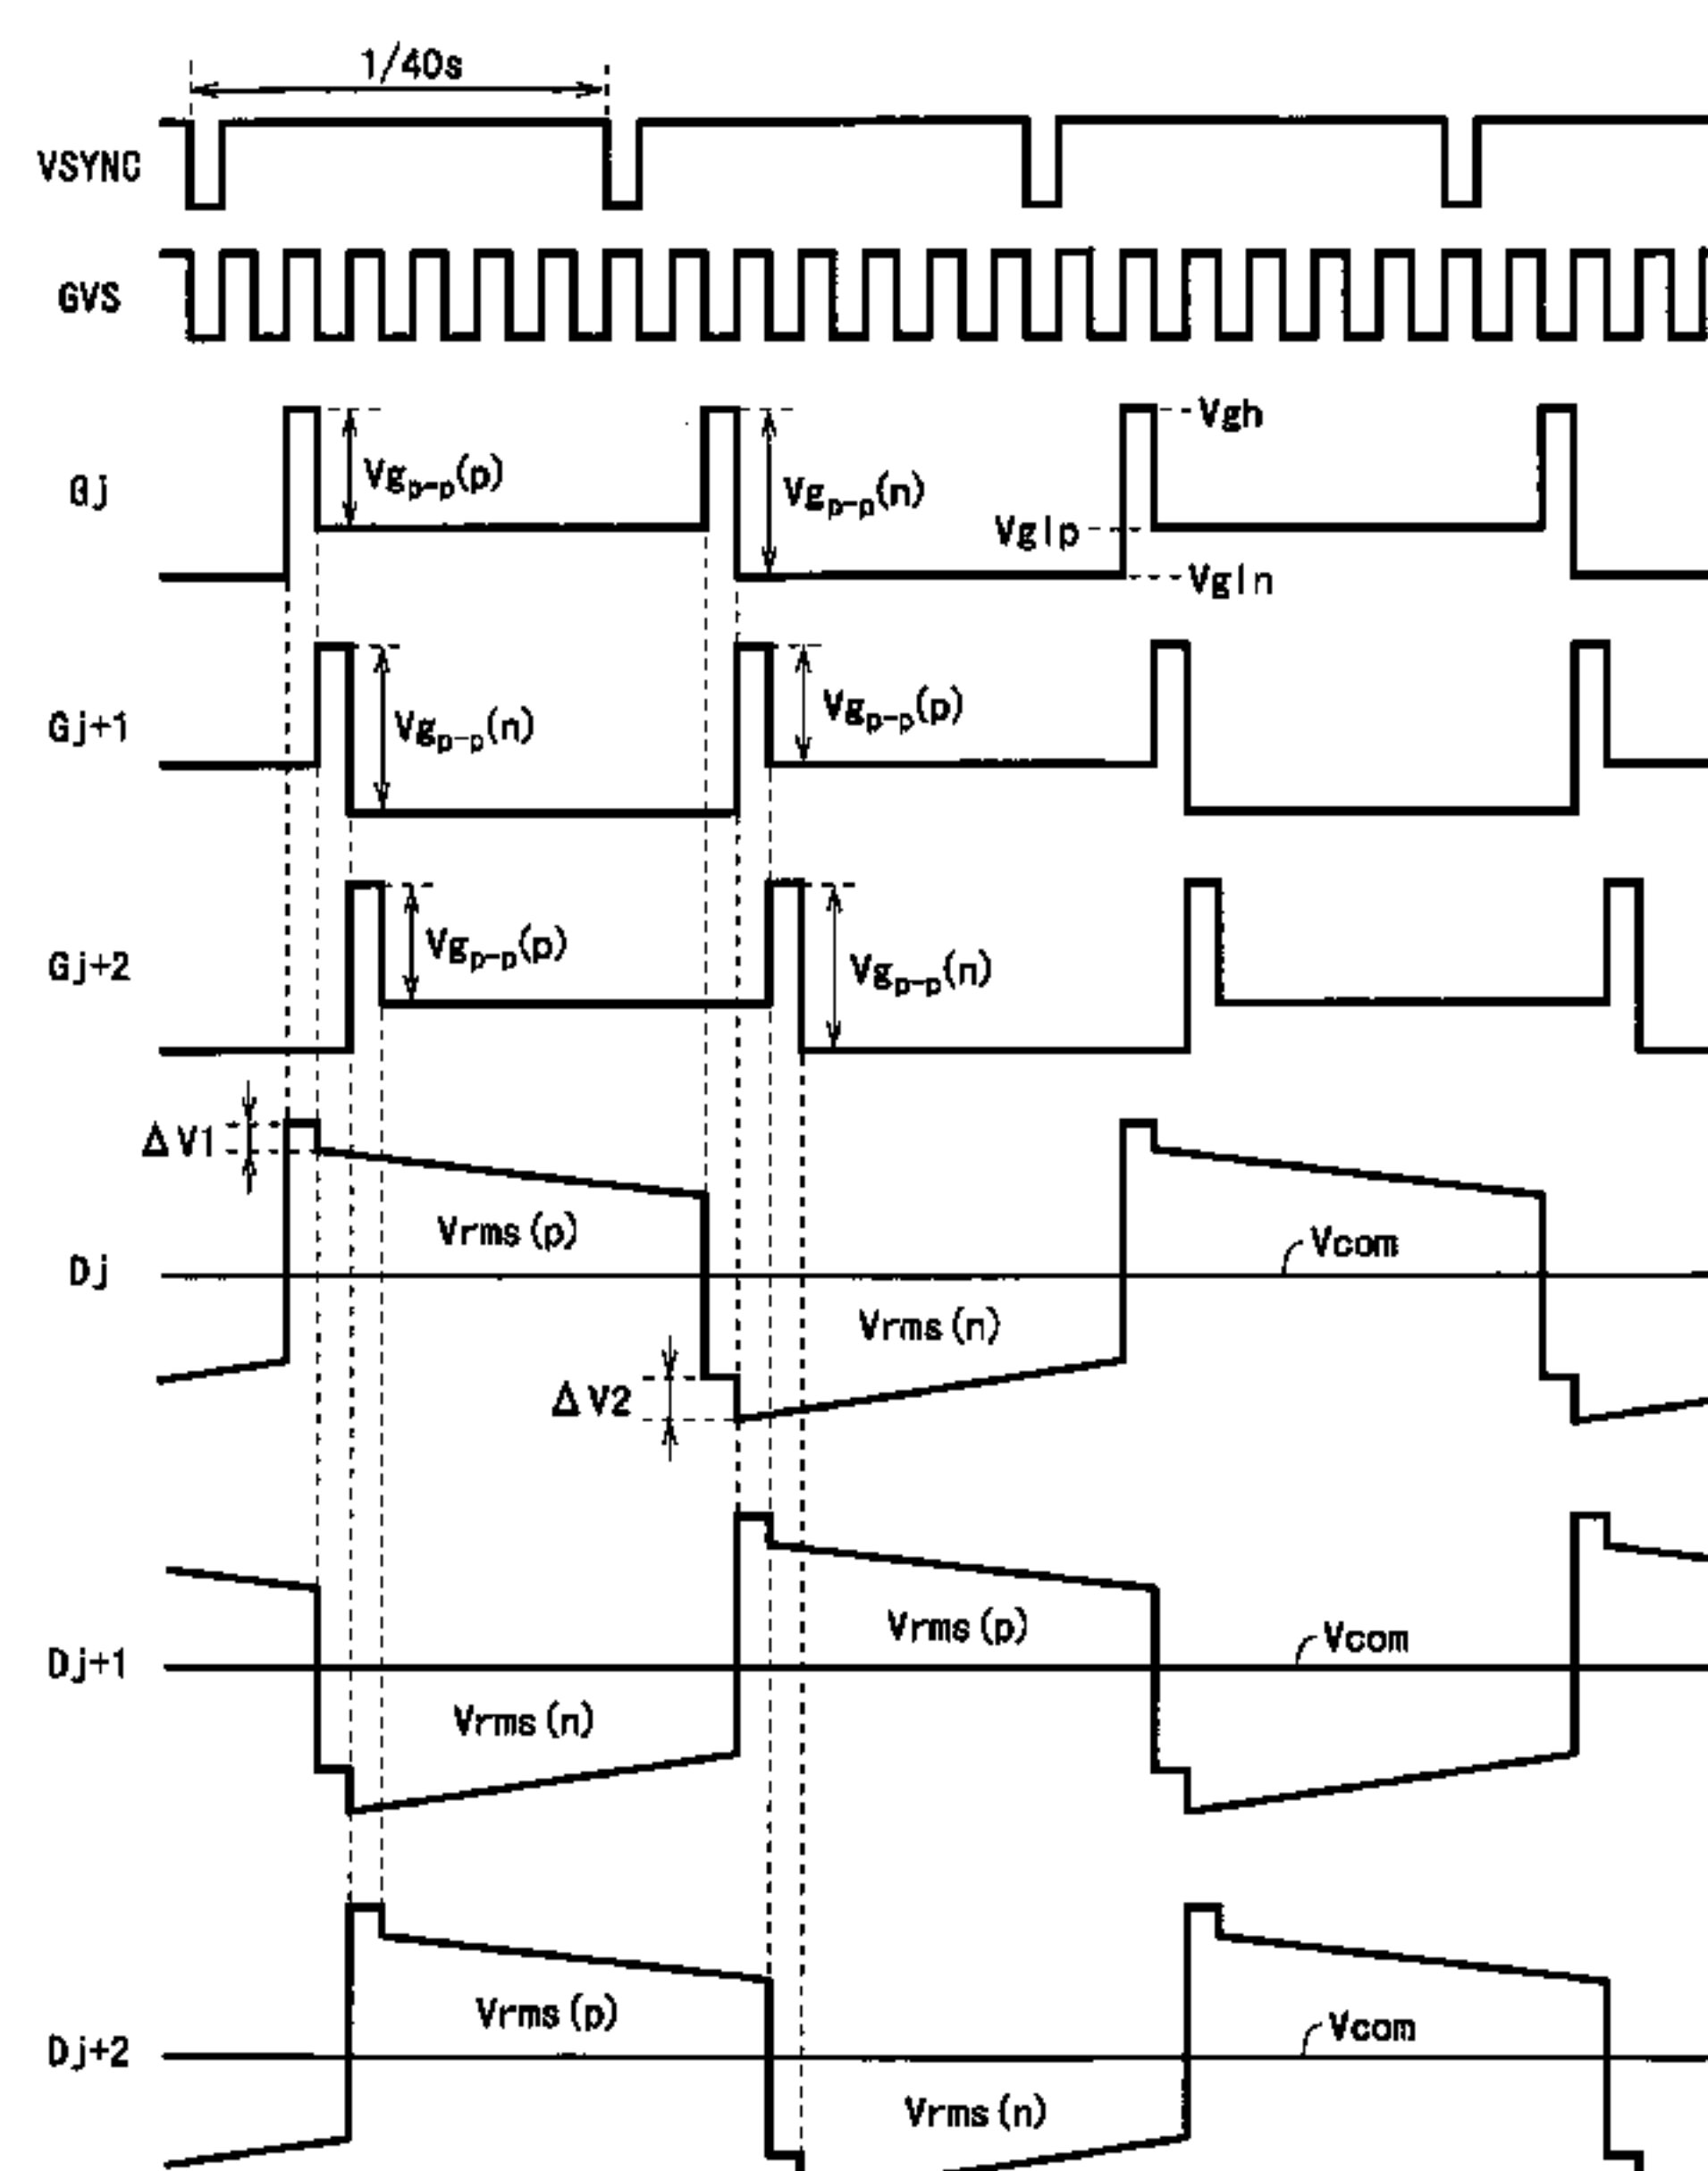 1/40s
VSYNC
GVS
Gj
Vgp-p(p)
Vgp-p(n)
Vgh
Vglp
Vgln
Gj+1
Vgp-p(n)
Vgp-p(p)
Gj+2
Vgp-p(p)
Vgp-p(n)
ΔV1
Vrms(p)
Dj
Vcom
Vrms(n)
ΔV2
Vrms(p)
Dj+1
Vcom
Vrms(n)
Vrms(p)
Dj+2
Vcom
Vrms(n)